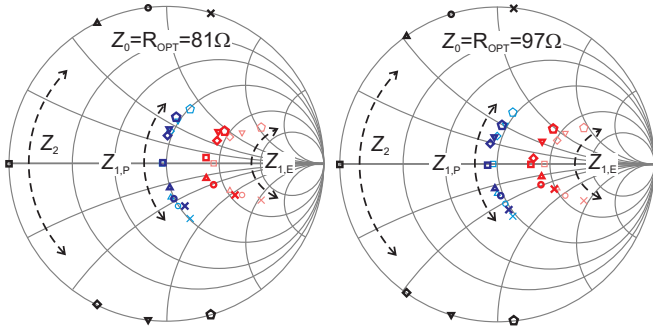 Z0=ROPT=81Ω
Z2
Z1,P
Z1,E
Z0=ROPT=97Ω
Z2
Z1,P
Z1,E